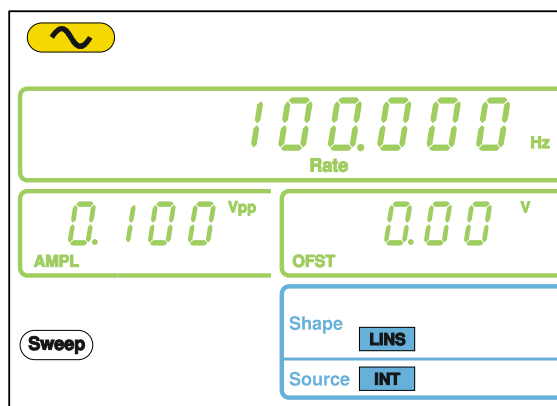 100.000 Hz
Rate
0.100 Vpp
AMPL
0.00 V
OFST
Shape LINS
Sweep
Source INT